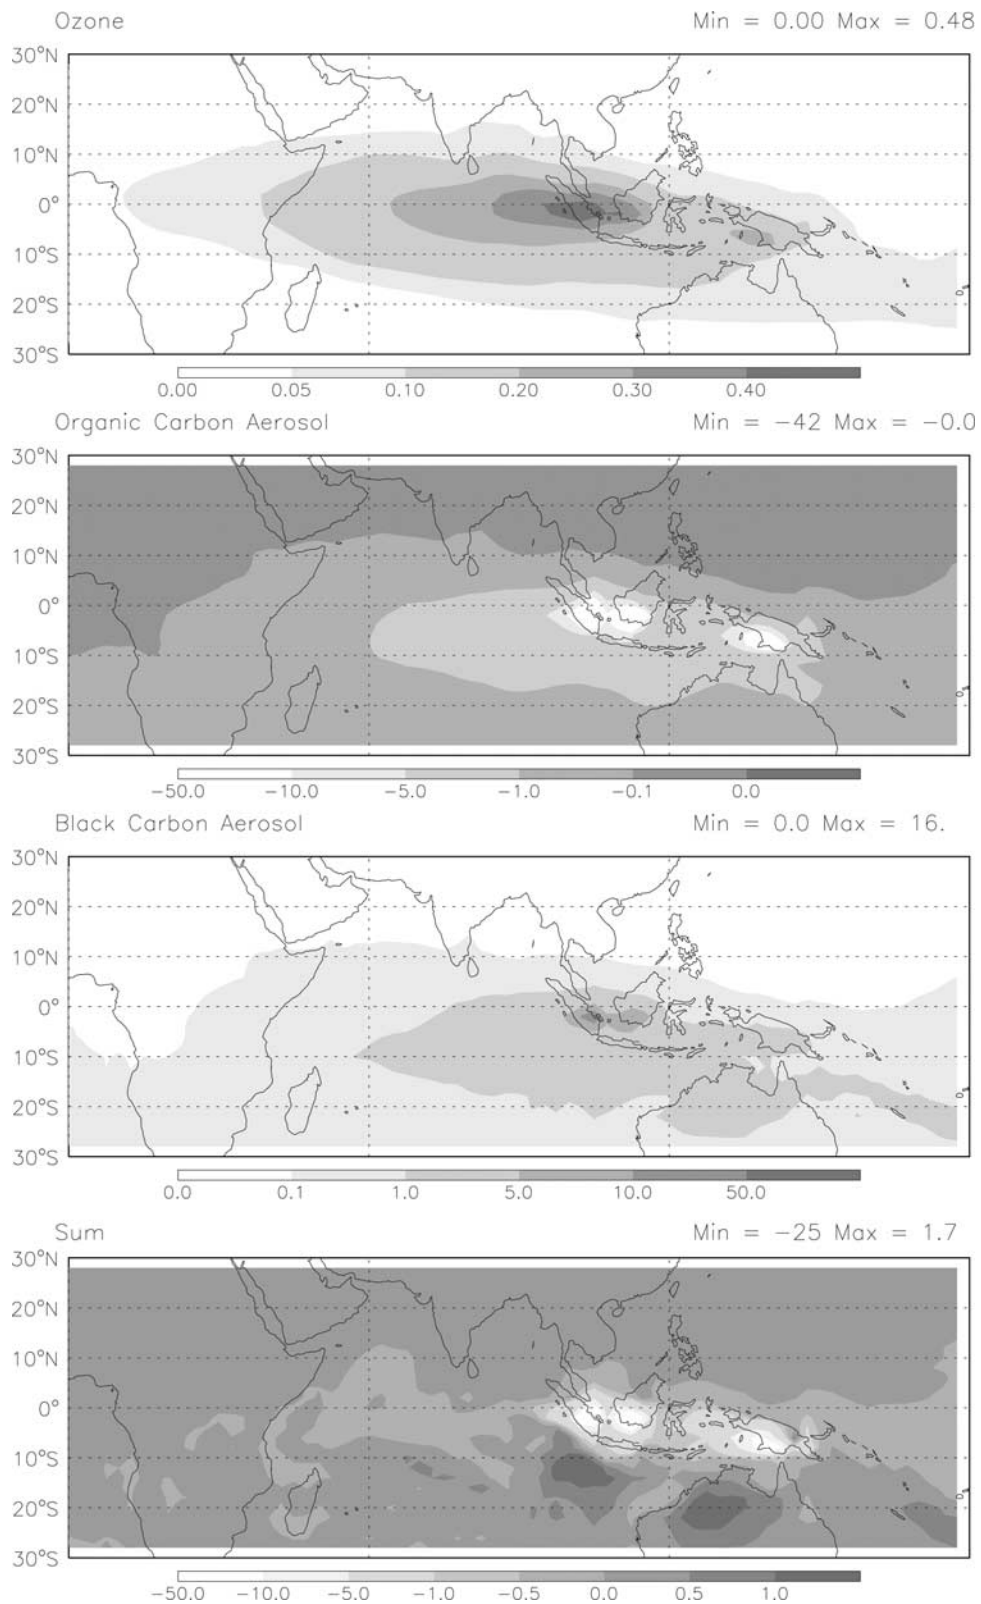 Ozone Min = 0.00 Max = 0.48
30°N
20°N
10°N
0°
10°S
20°S
30°S
0.00 0.05 0.10 0.20 0.30 0.40
Organic Carbon Aerosol Min = −42 Max = −0.0
30°N
20°N
10°N
0°
10°S
20°S
30°S
−50.0 −10.0 −5.0 −1.0 −0.1 0.0
Black Carbon Aerosol Min = 0.0 Max = 16.
30°N
20°N
10°N
0°
10°S
20°S
30°S
0.0 0.1 1.0 5.0 10.0 50.0
Sum Min = −25 Max = 1.7
30°N
20°N
10°N
0°
10°S
20°S
30°S
−50.0 −10.0 −5.0 −1.0 −0.5 0.0 0.5 1.0